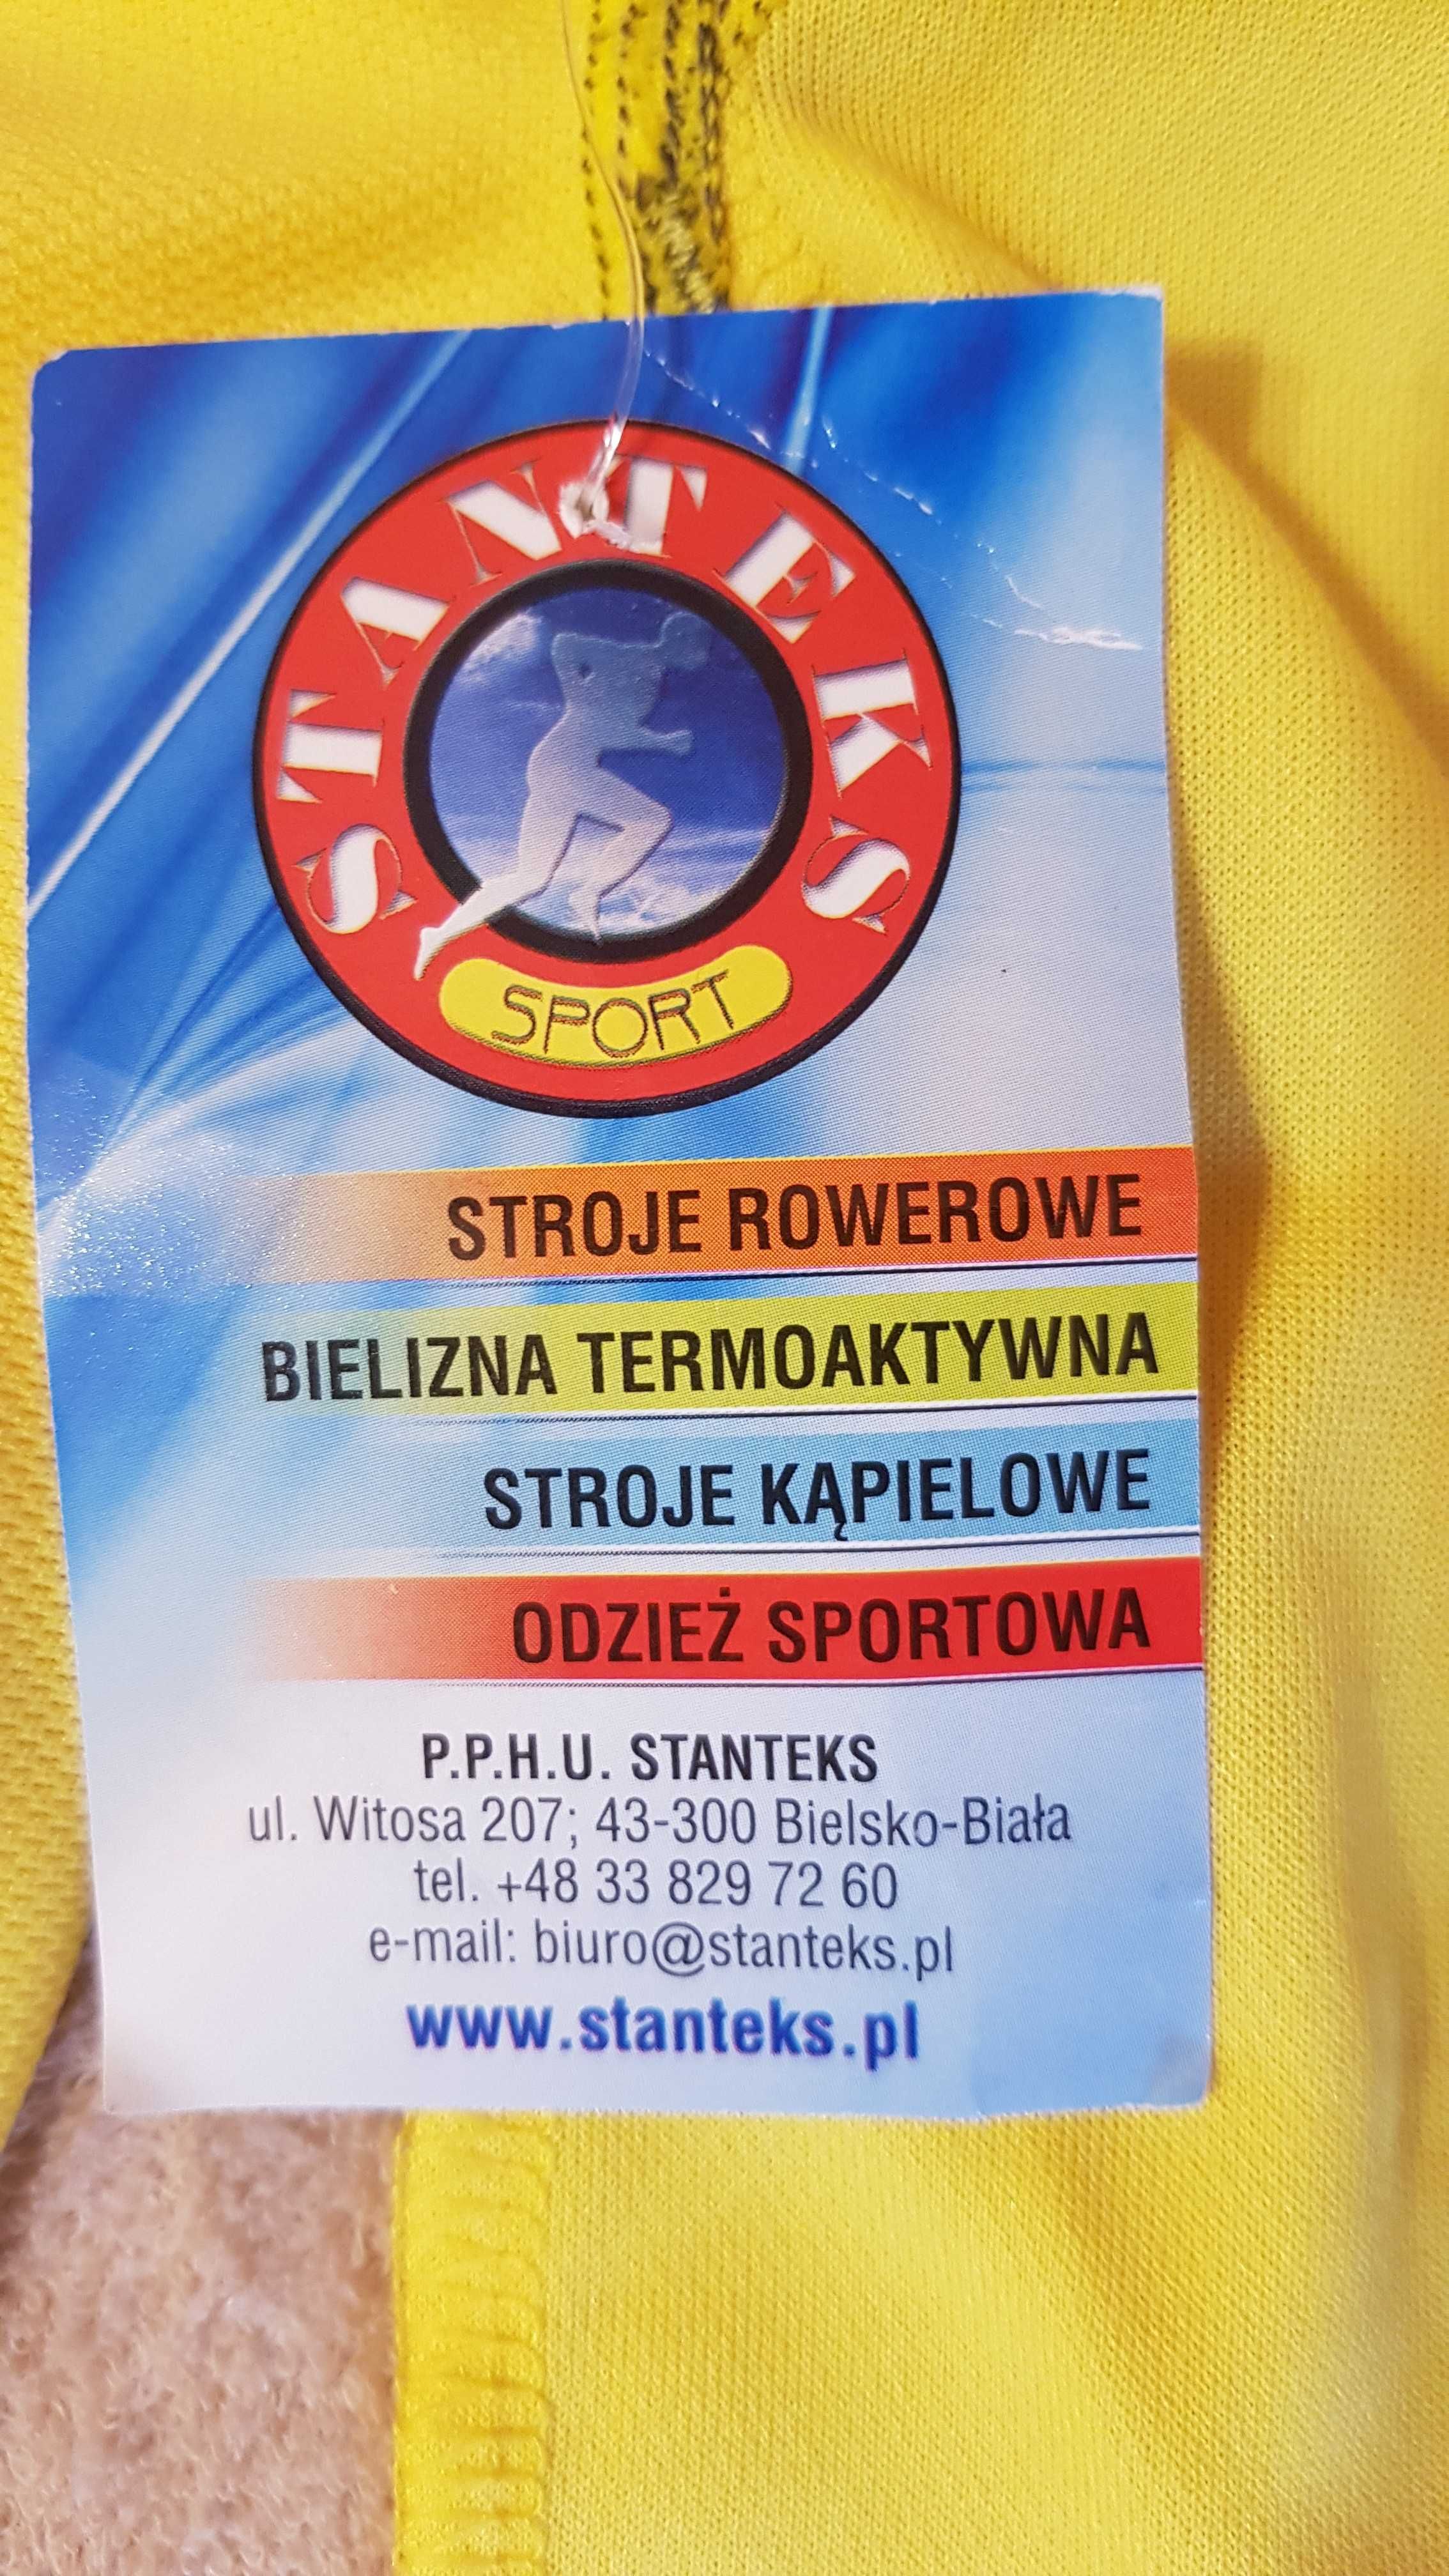 STANTEKS
SPORT
STROJE ROWEROWE
BIELIZNA TERMOAKTYWNA
STROJE KĄPIELOWE
ODZIEŻ SPORTOWA
P.P.H.U. STANTEKS
ul. Witosa 207; 43-300 Bielsko-Biała
tel. +48 33 829 72 60
e-mail: biuro@stanteks.pl
www.stanteks.pl